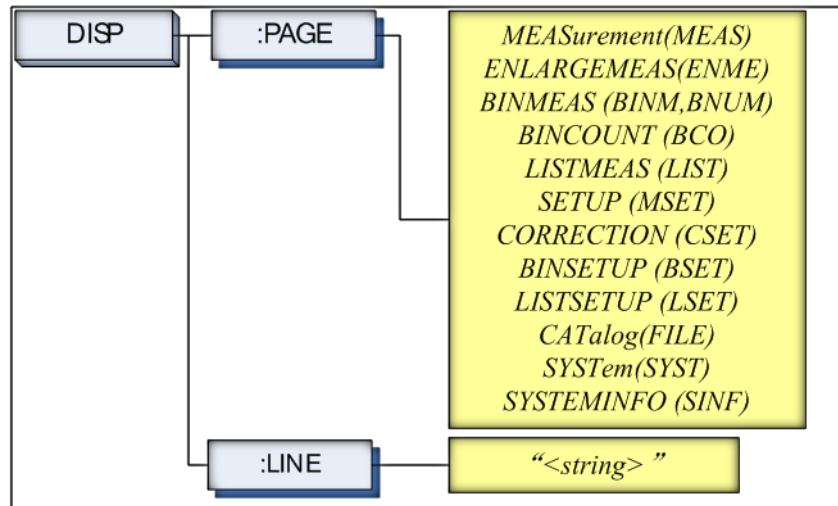 DISP
:PAGE
MEASurement(MEAS)
ENLARGEMEAS(ENME)
BINMEAS (BINM,BNUM)
BINCOUNT (BCO)
LISTMEAS (LIST)
SETUP (MSET)
CORRECTION (CSET)
BINSETUP (BSET)
LISTSETUP (LSET)
CATalog(FILE)
SYSTem(SYST)
SYSTEMINFO (SINF)
:LINE
“<string> ”